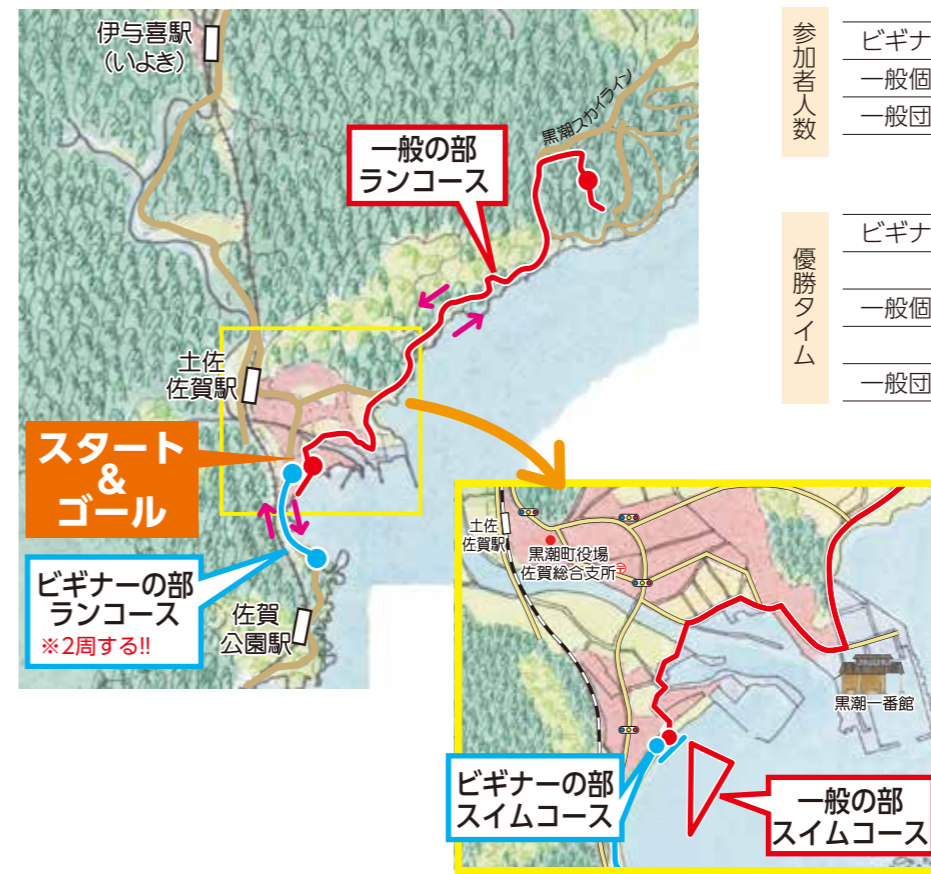 伊与喜駅
(いよき)
黒潮スカイライン
一般の部
ランコース
土佐
佐賀駅
スタート
&
ゴール
ビギナーの部
ランコース
※2周する!!
佐賀
公園駅
参加者人数
ビギナ
一般個
一般団
優勝タイム
ビギナ
一般個
一般団
土佐
佐賀駅
黒潮町役場
佐賀総合支所
黒潮一番館
ビギナーの部
スイムコース
一般の部
スイムコース